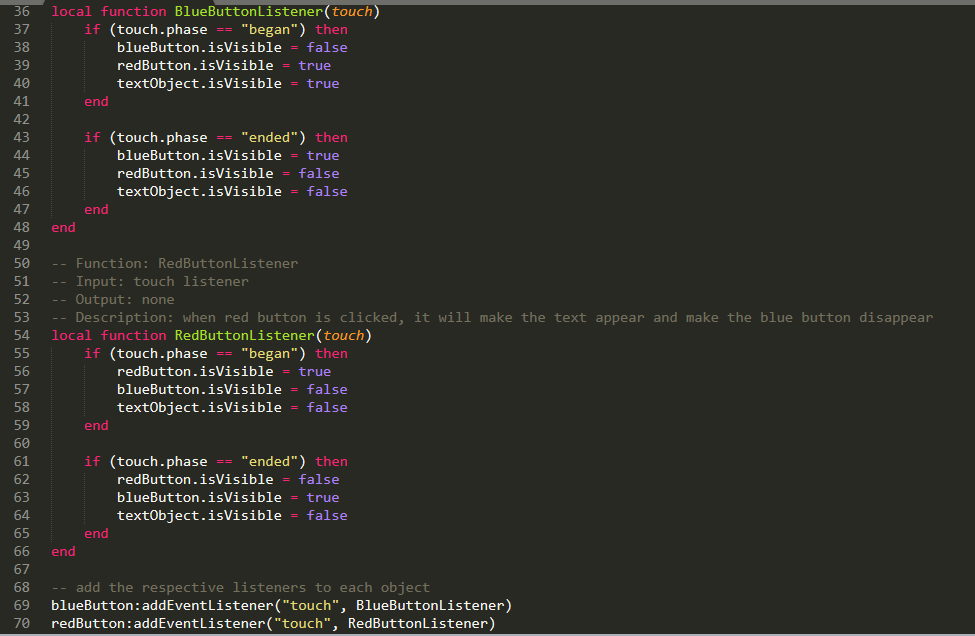 36 local function BlueButtonListener(touch)
37     if (touch.phase == "began") then
38         blueButton.isVisible = false
39         redButton.isVisible = true
40         textObject.isVisible = true
41     end
42
43     if (touch.phase == "ended") then
44         blueButton.isVisible = true
45         redButton.isVisible = false
46         textObject.isVisible = false
47     end
48 end
49
50 -- Function: RedButtonListener
51 -- Input: touch listener
52 -- Output: none
53 -- Description: when red button is clicked, it will make the text appear and make the blue button disappear
54 local function RedButtonListener(touch)
55     if (touch.phase == "began") then
56         redButton.isVisible = true
57         blueButton.isVisible = false
58         textObject.isVisible = false
59     end
60
61     if (touch.phase == "ended") then
62         redButton.isVisible = false
63         blueButton.isVisible = true
64         textObject.isVisible = false
65     end
66 end
67
68 -- add the respective listeners to each object
69 blueButton:addEventListener("touch", BlueButtonListener)
70 redButton:addEventListener("touch", RedButtonListener)